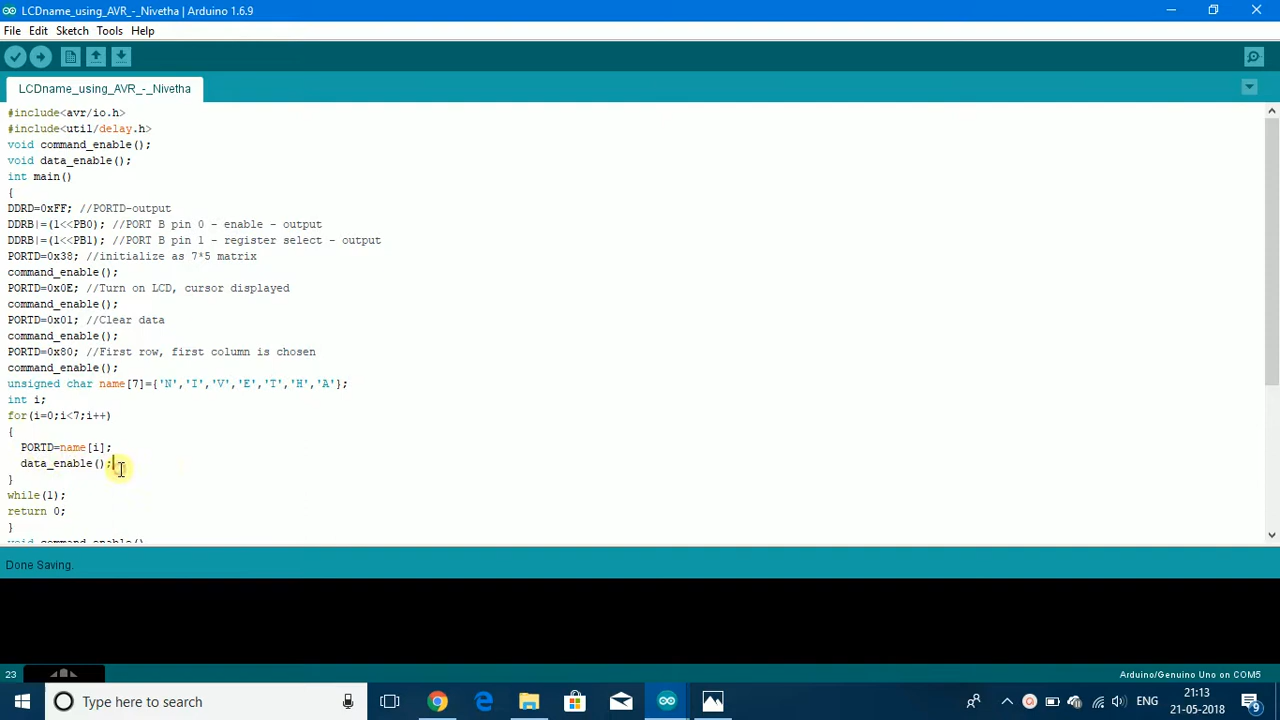 LCDname_using_AVR_-_Nivetha | Arduino 1.6.9
File Edit Sketch Tools Help
LCDname_using_AVR_-_Nivetha
#include<avr/io.h>
#include<util/delay.h>
void command_enable();
void data_enable();
int main()
{
DDRD=0xFF; //PORTD-output
DDRB|=(1<<PB0); //PORT B pin 0 - enable - output
DDRB|=(1<<PB1); //PORT B pin 1 - register select - output
PORTD=0x38; //initialize as 7*5 matrix
command_enable();
PORTD=0x0E; //Turn on LCD, cursor displayed
command_enable();
PORTD=0x01; //Clear data
command_enable();
PORTD=0x80; //First row, first column is chosen
command_enable();
unsigned char name[7]={'N','I','V','E','T','H','A'};
int i;
for(i=0;i<7;i++)
{
PORTD=name[i];
data_enable();
}
while(1);
return 0;
}
void command_enable()
Done Saving.
23
Arduino/Genuino Uno on COM5
Type here to search
ENG
21:13
21-05-2018
9